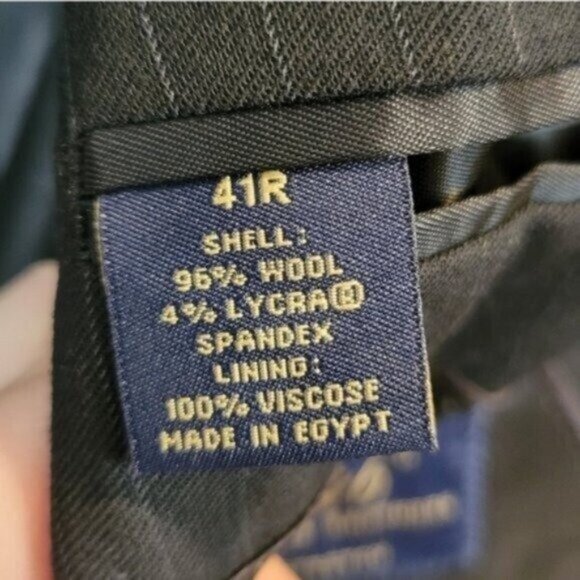 41R
SHELL:
96% WOOL
4% LYCRA®
SPANDEX
LINING:
100% VISCOSE
MADE IN EGYPT